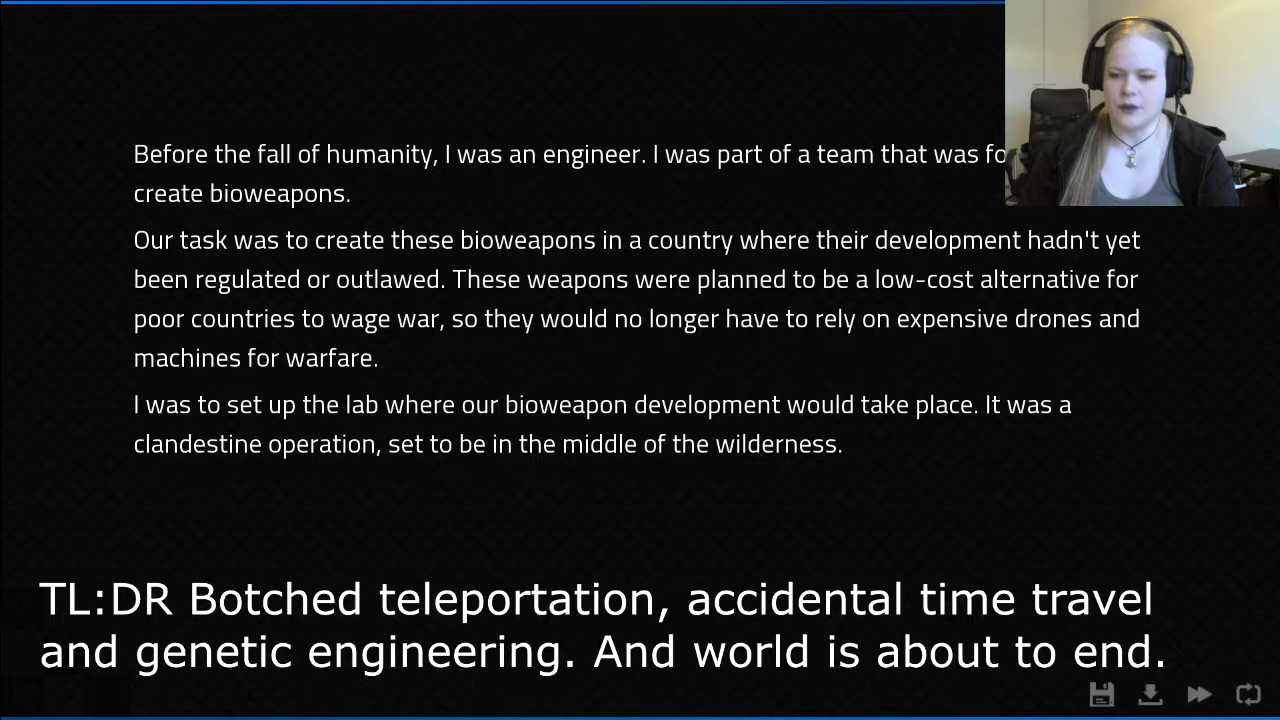 Before the fall of humanity, I was an engineer. I was part of a team that was
create bioweapons.
Our task was to create these bioweapons in a country where their development hadn't yet
been regulated or outlawed. These weapons were planned to be a low-cost alternative for
poor countries to wage war, so they would no longer have to rely on expensive drones and
machines for warfare.
I was to set up the lab where our bioweapon development would take place. It was a
clandestine operation, set to be in the middle of the wilderness.
TL:DR Botched teleportation, accidental time travel
and genetic engineering. And world is about to end.